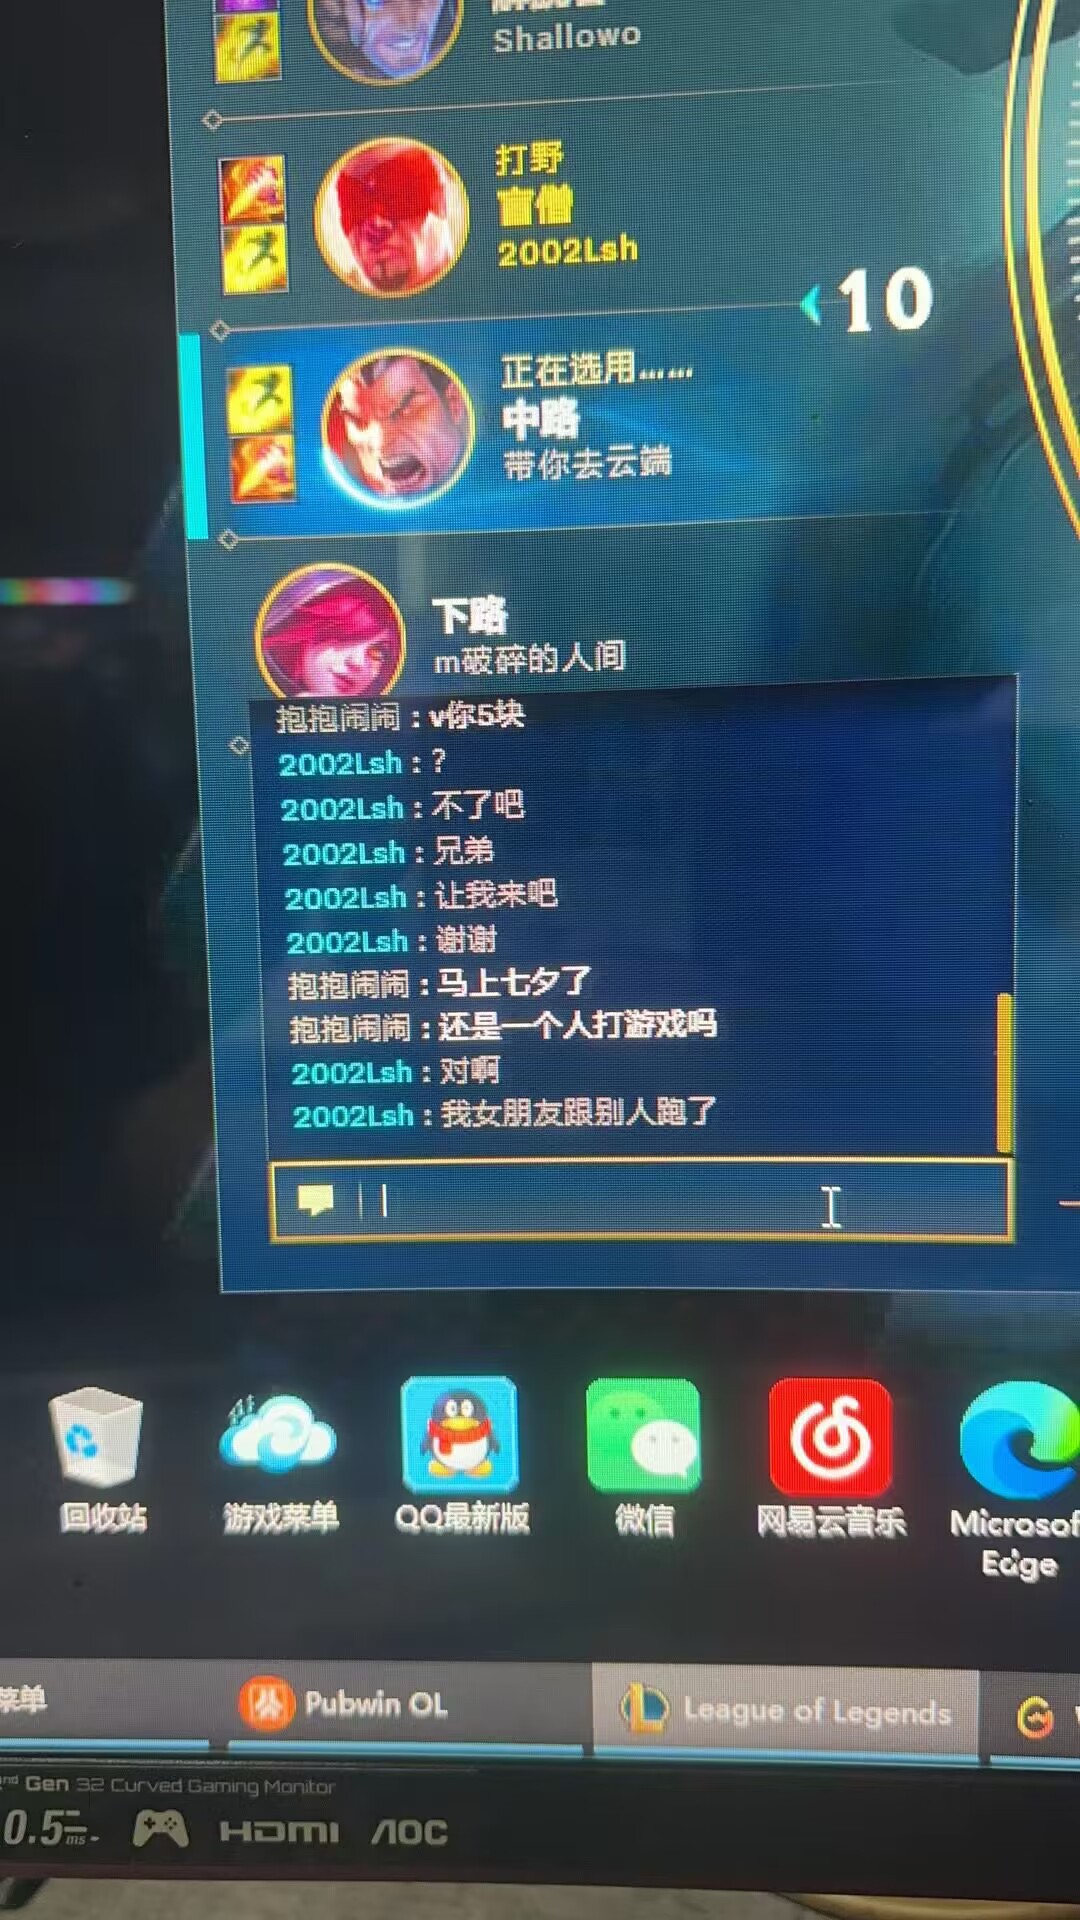 Shallowo
打野
盲僧
2002Lsh
10
正在选用……
中路
带你去云端
下路
m破碎的人间
抱抱闹闹：v你5块
2002Lsh：?
2002Lsh：不了吧
2002Lsh：兄弟
2002Lsh：让我来吧
2002Lsh：谢谢
抱抱闹闹：马上七夕了
抱抱闹闹：还是一个人打游戏吗
2002Lsh：对啊
2002Lsh：我女朋友跟别人跑了
回收站
游戏菜单
QQ最新版
微信
网易云音乐
Microsof
Edge
菜单
Pubwin OL
League of Legends
nd Gen 32 Curved Gaming Monitor
0.5ms
HDMI
AOC